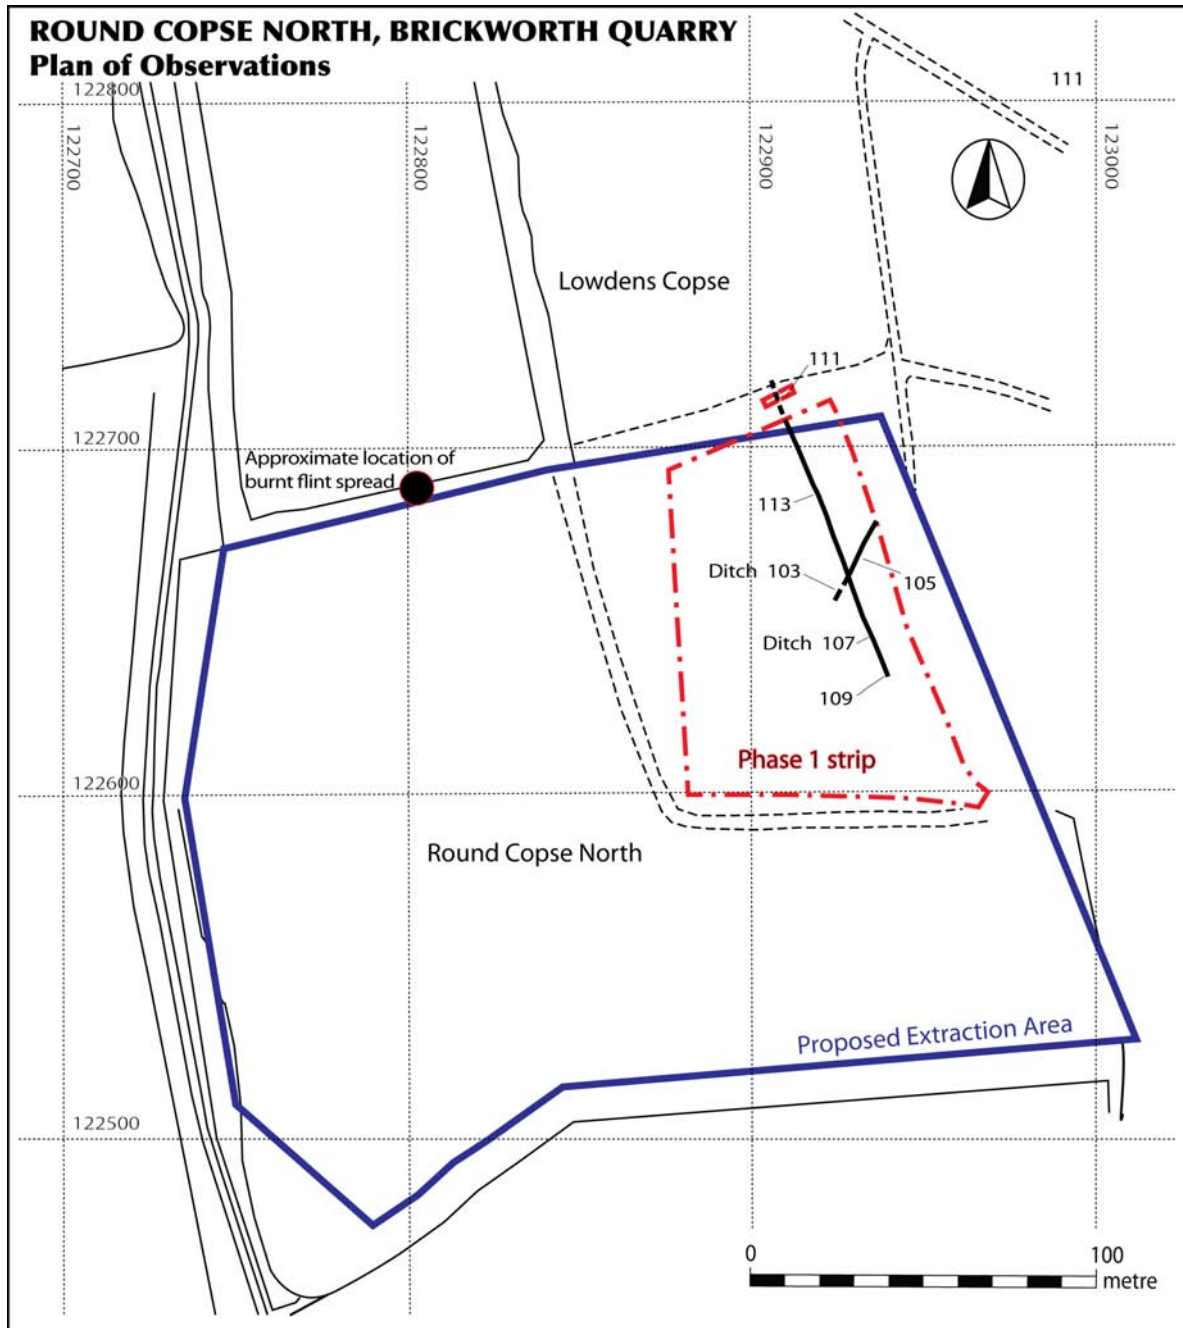 ROUND COPSE NORTH, BRICKWORTH QUARRY
Plan of Observations
122800
111
122700
122800
122900
123000
Lowdens Copse
111
122700
Approximate location of
burnt flint spread
113
Ditch 103
105
Ditch 107
109
Phase 1 strip
122600
Round Copse North
Proposed Extraction Area
122500
0
100
metre